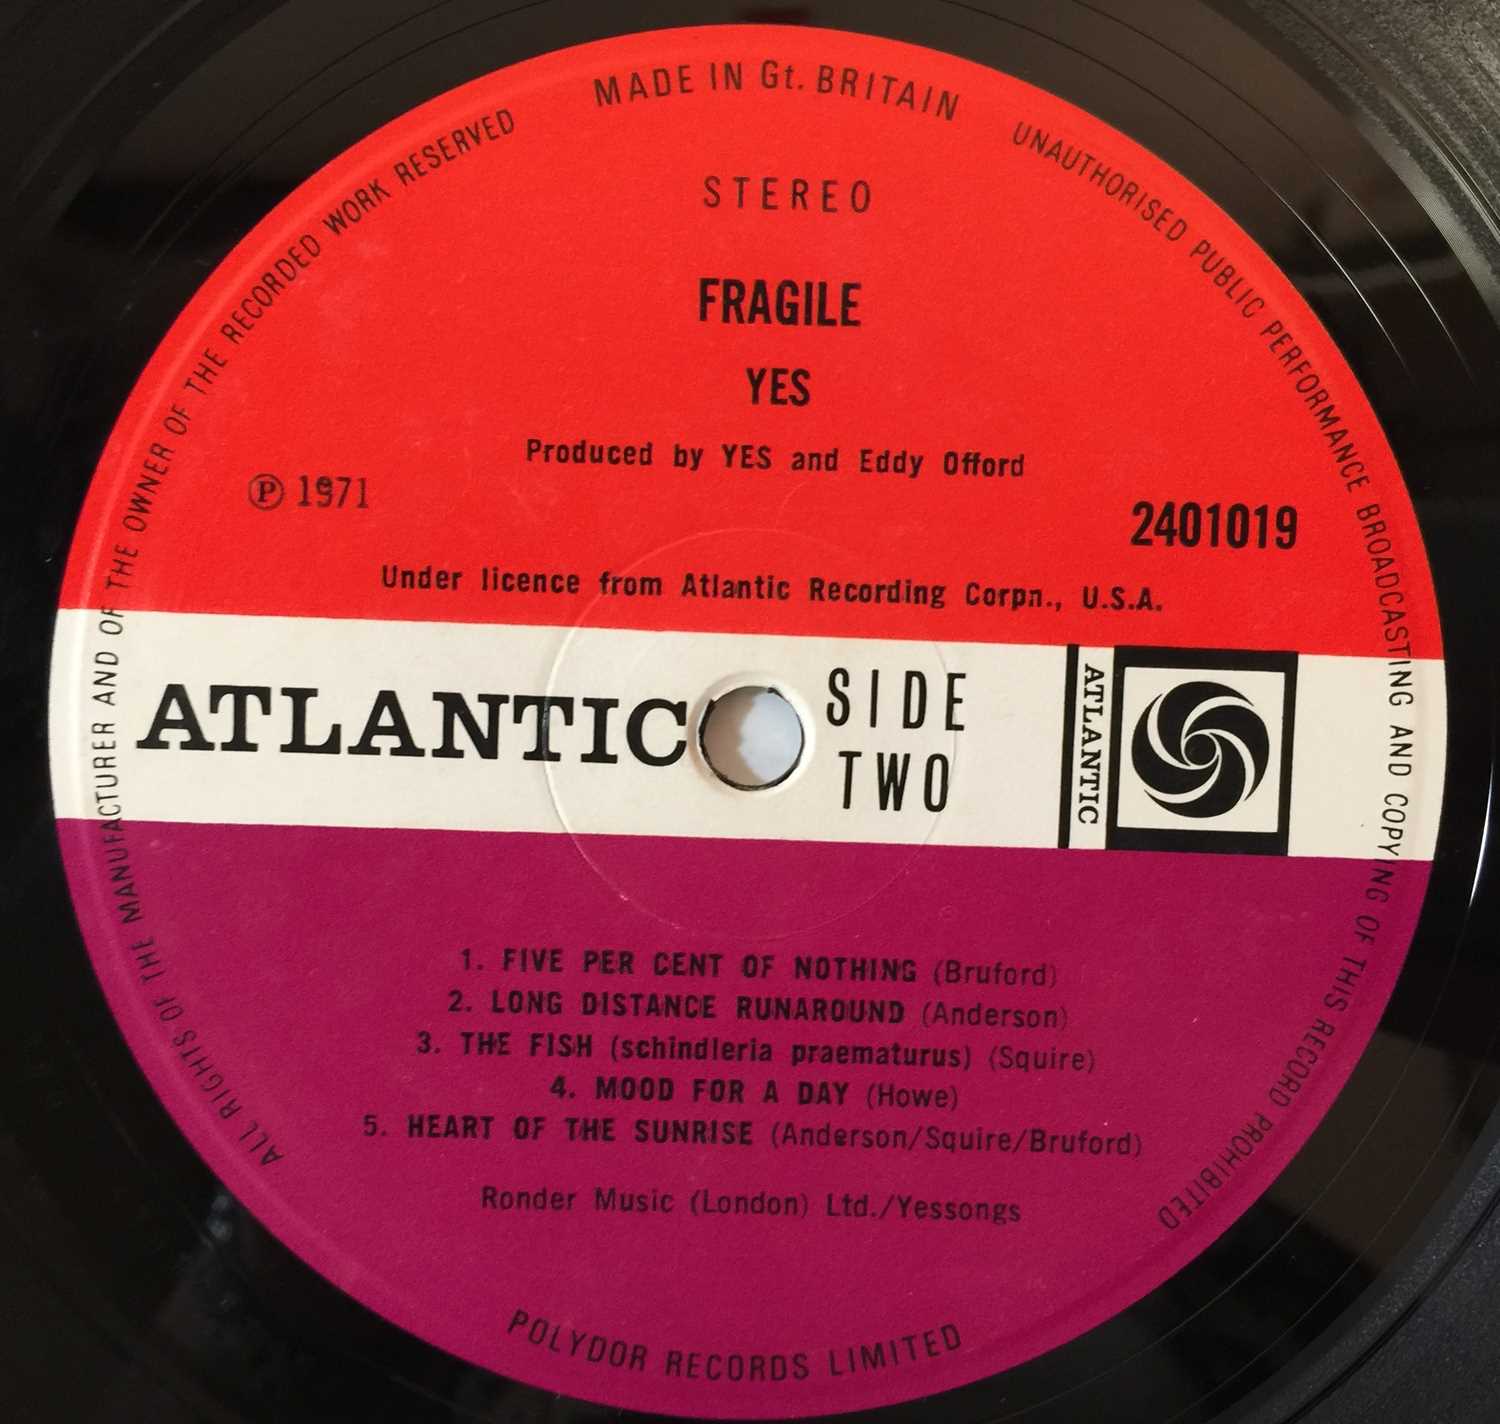 MADE IN Gt. BRITAIN
UNAUTHORISED PUBLIC PERFORMANCE BROADCASTING AND COPYING OF THIS RECORD PROHIBITED
ALL RIGHTS OF THE MANUFACTURER AND OF THE OWNER OF THE RECORDED WORK RESERVED
STEREO
FRAGILE
YES
Produced by YES and Eddy Offord
℗ 1971
2401019
Under licence from Atlantic Recording Corpn., U.S.A.
ATLANTIC
SIDE
TWO
ATLANTIC
1. FIVE PER CENT OF NOTHING (Bruford)
2. LONG DISTANCE RUNAROUND (Anderson)
3. THE FISH (schindleria praematurus) (Squire)
4. MOOD FOR A DAY (Howe)
5. HEART OF THE SUNRISE (Anderson/Squire/Bruford)
Ronder Music (London) Ltd./Yessongs
POLYDOR RECORDS LIMITED